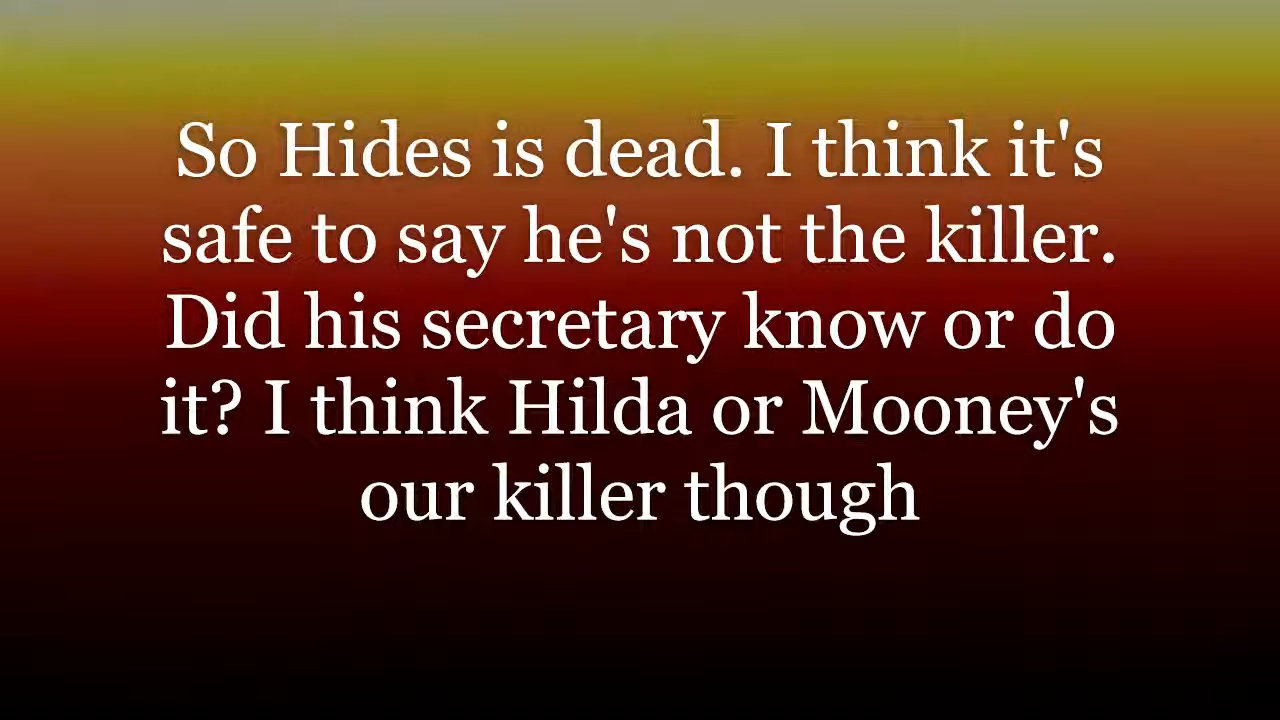 So Hides is dead. I think it's
safe to say he's not the killer.
Did his secretary know or do
it? I think Hilda or Mooney's
our killer though